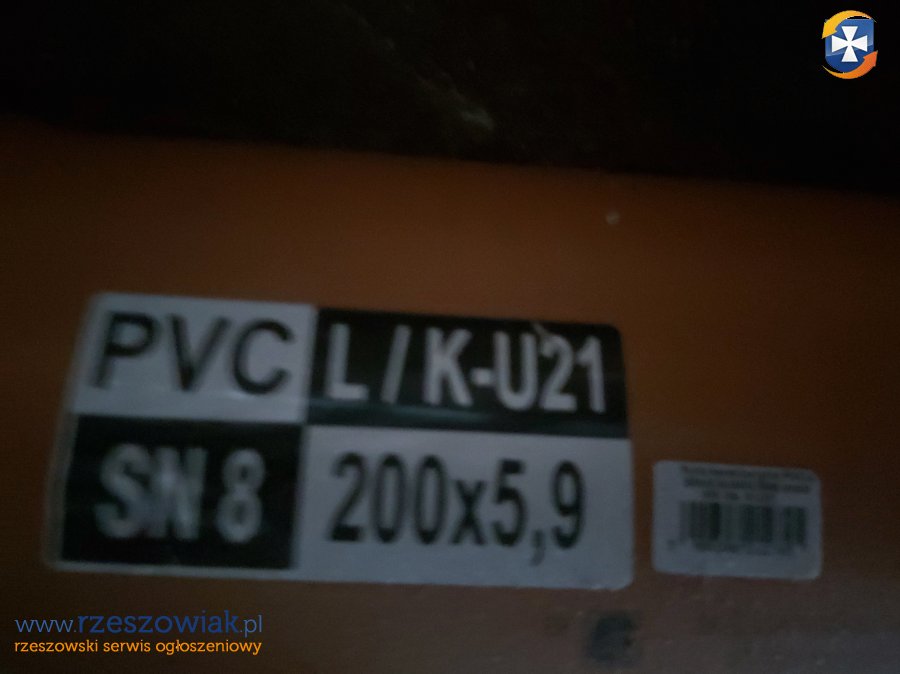 PVC L / K-U21
SN 8 200x5,9
www.rzeszowiak.pl
rzeszowski serwis ogłoszeniowy